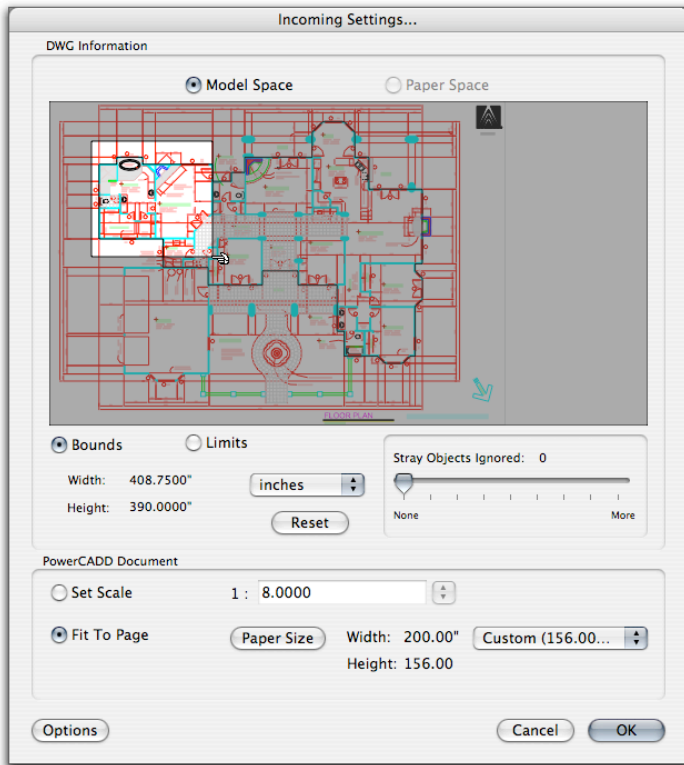 Incoming Settings...
DWG Information
Model Space
Paper Space
FLOOR PLAN
Bounds
Limits
Stray Objects Ignored: 0
Width: 408.7500"
inches
Height: 390.0000"
None
More
Reset
PowerCADD Document
Set Scale
1 : 8.0000
Fit To Page
Paper Size
Width: 200.00"
Custom (156.00...
Height: 156.00
Options
Cancel
OK